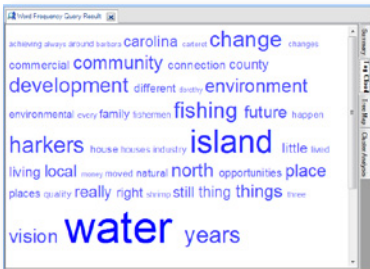 Word Frequency Query Result
achieving always around barbara carolina carteret change changes
commercial community connection county
development different dorothy environment
environmental every family fishermen fishing future happen
harkers house houses industry island little lived
living local money moved natural north opportunities place
places quality really right shrimp still thing things three
vision water years
Summary
Tag Cloud
Tree Map
Cluster Analysis